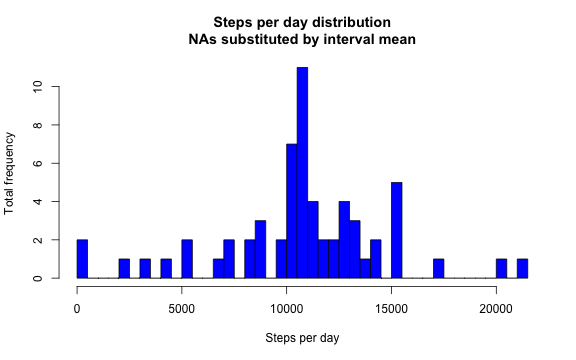 Steps per day distribution
NAs substituted by interval mean
Total frequency
10
8
6
4
2
0
0 5000 10000 15000 20000
Steps per day